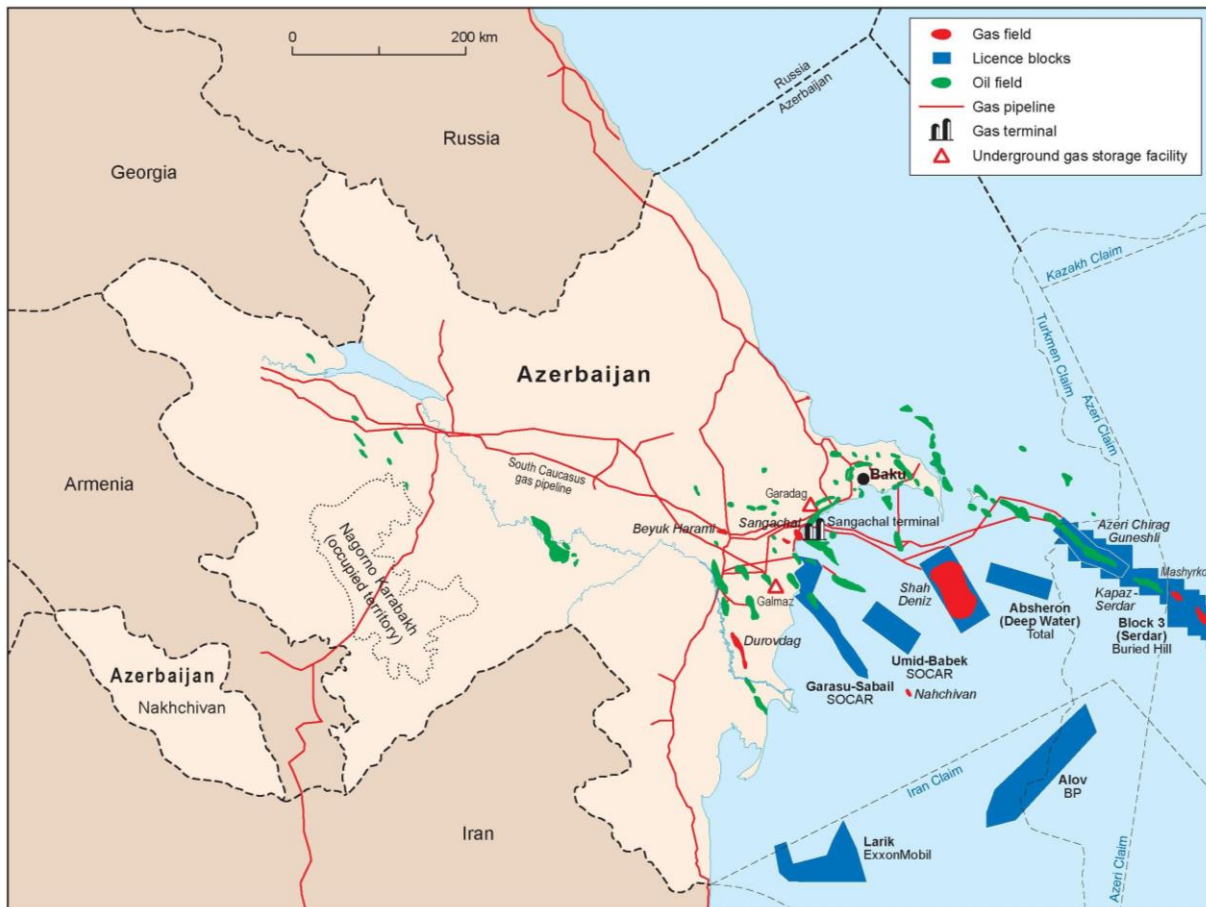 0 200 km
Gas field
Licence blocks
Oil field
Gas pipeline
Gas terminal
Underground gas storage facility
Russia
Azerbaijan
Russia
Georgia
Kazakh Claim
Turkmen Claim
Azeri Claim
Azerbaijan
South Caucasus
gas pipeline
Armenia
Baku
Garadag
Beyuk Harami
Sangachal
Sangachal terminal
Azeri Chirag
Guneshli
Mashyrkov
Nagorno Karabakh
(occupied territory)
Galmaz
Shah
Deniz
Absheron
(Deep Water)
Total
Kapaz-
Serdar
Block 3
(Serdar)
Buried Hill
Durovdag
Umid-Babek
SOCAR
Garasu-Sabail
SOCAR
Nahchivan
Azerbaijan
Nakhchivan
Iran Claim
Alov
BP
Iran
Larik
ExxonMobil
Azeri Claim